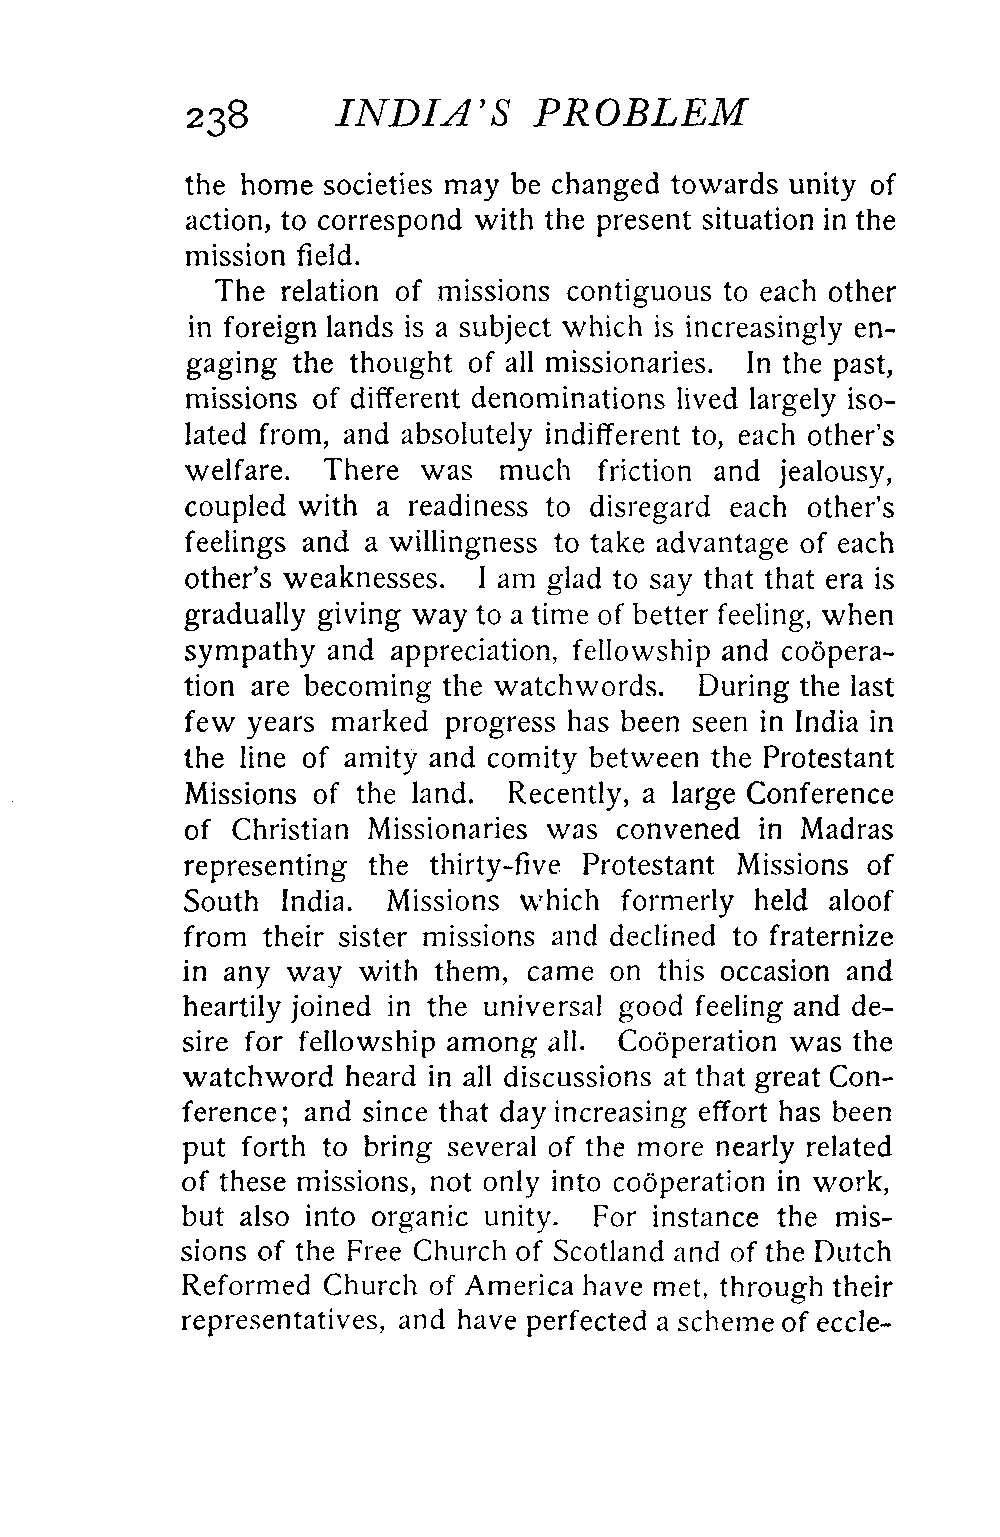 238 INDIA'S PROBLEM
the home societies may be changed towards unity of
action, to correspond with the present situation in the
mission field.
The relation of missions contiguous to each other
in foreign lands is a subject which is increasingly en-
gaging the thought of all missionaries. In the past,
missions of different denominations lived largely iso-
lated from, and absolutely indifferent to, each other's
welfare. There was much friction and jealousy,
coupled with a readiness to disregard each other's
feelings and a willingness to take advantage of each
other's weaknesses. I am glad to say that that era is
gradually giving way to a time of better feeling, when
sympathy and appreciation, fellowship and coöpera-
tion are becoming the watchwords. During the last
few years marked progress has been seen in India in
the line of amity and comity between the Protestant
Missions of the land. Recently, a large Conference
of Christian Missionaries was convened in Madras
representing the thirty-five Protestant Missions of
South India. Missions which formerly held aloof
from their sister missions and declined to fraternize
in any way with them, came on this occasion and
heartily joined in the universal good feeling and de-
sire for fellowship among all. Coöperation was the
watchword heard in all discussions at that great Con-
ference; and since that day increasing effort has been
put forth to bring several of the more nearly related
of these missions, not only into coöperation in work,
but also into organic unity. For instance the mis-
sions of the Free Church of Scotland and of the Dutch
Reformed Church of America have met, through their
representatives, and have perfected a scheme of eccle-